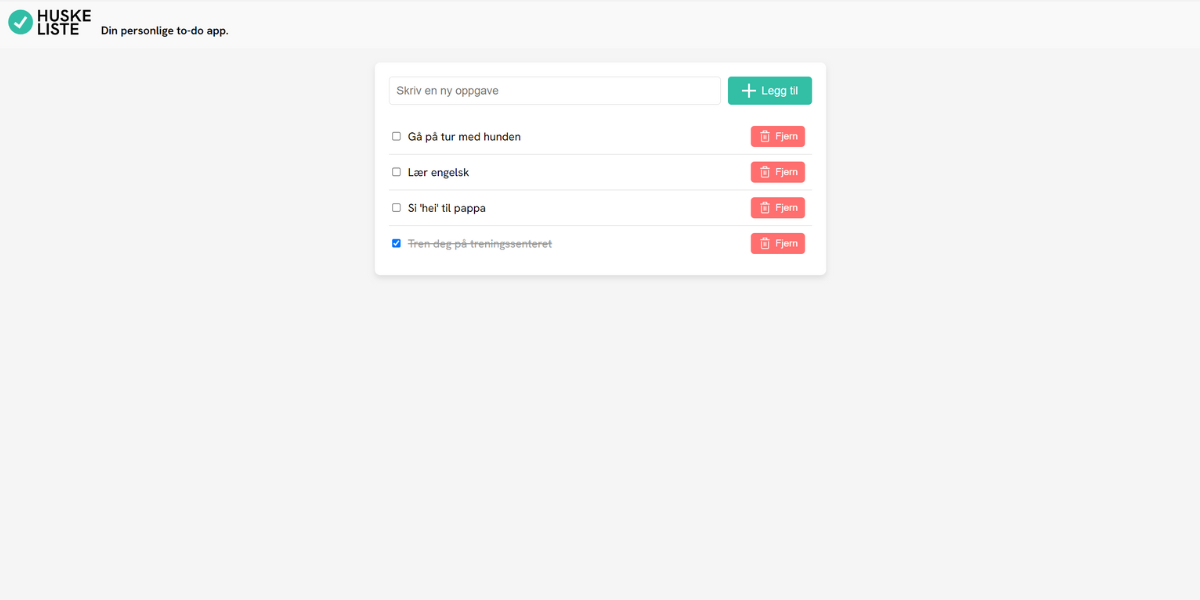 HUSKE
LISTE
Din personlige to-do app.
Skriv en ny oppgave
Legg til
Gå på tur med hunden
Fjern
Lær engelsk
Fjern
Si 'hei' til pappa
Fjern
Tren deg på treningssenteret
Fjern